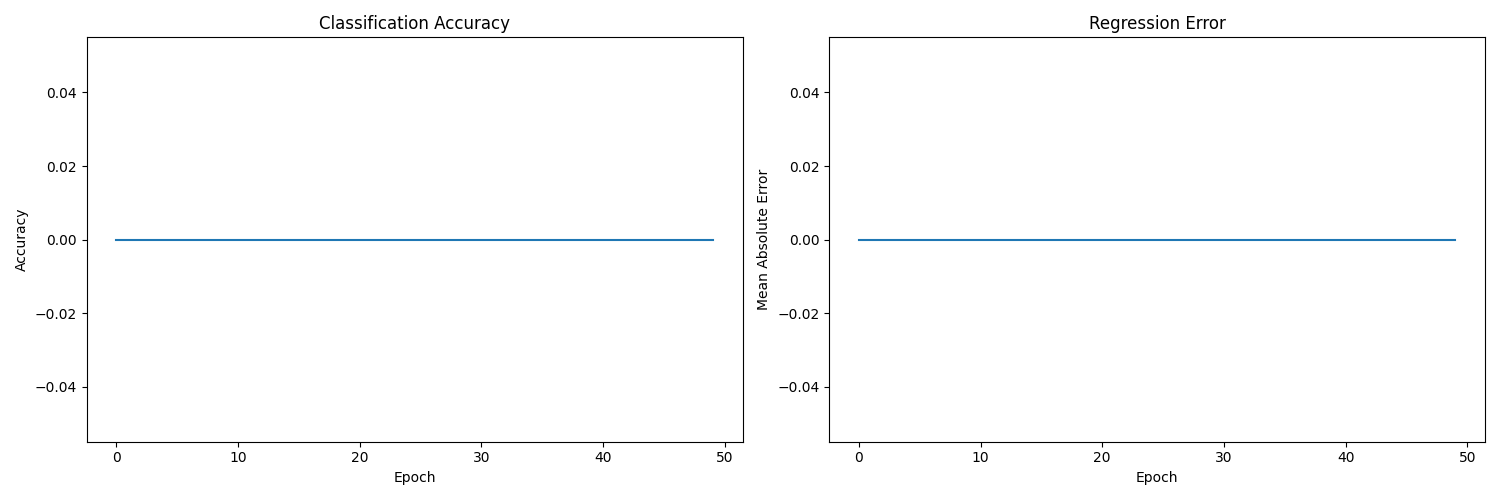 Classification Accuracy
Accuracy
0.04
0.02
0.00
−0.02
−0.04
0 10 20 30 40 50
Epoch
Regression Error
Mean Absolute Error
0.04
0.02
0.00
−0.02
−0.04
0 10 20 30 40 50
Epoch